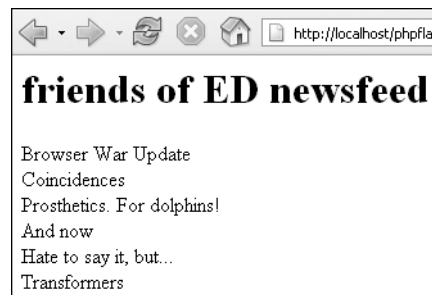 http://localhost/phpfla
friends of ED newsfeed
Browser War Update
Coincidences
Prosthetics. For dolphins!
And now
Hate to say it, but...
Transformers